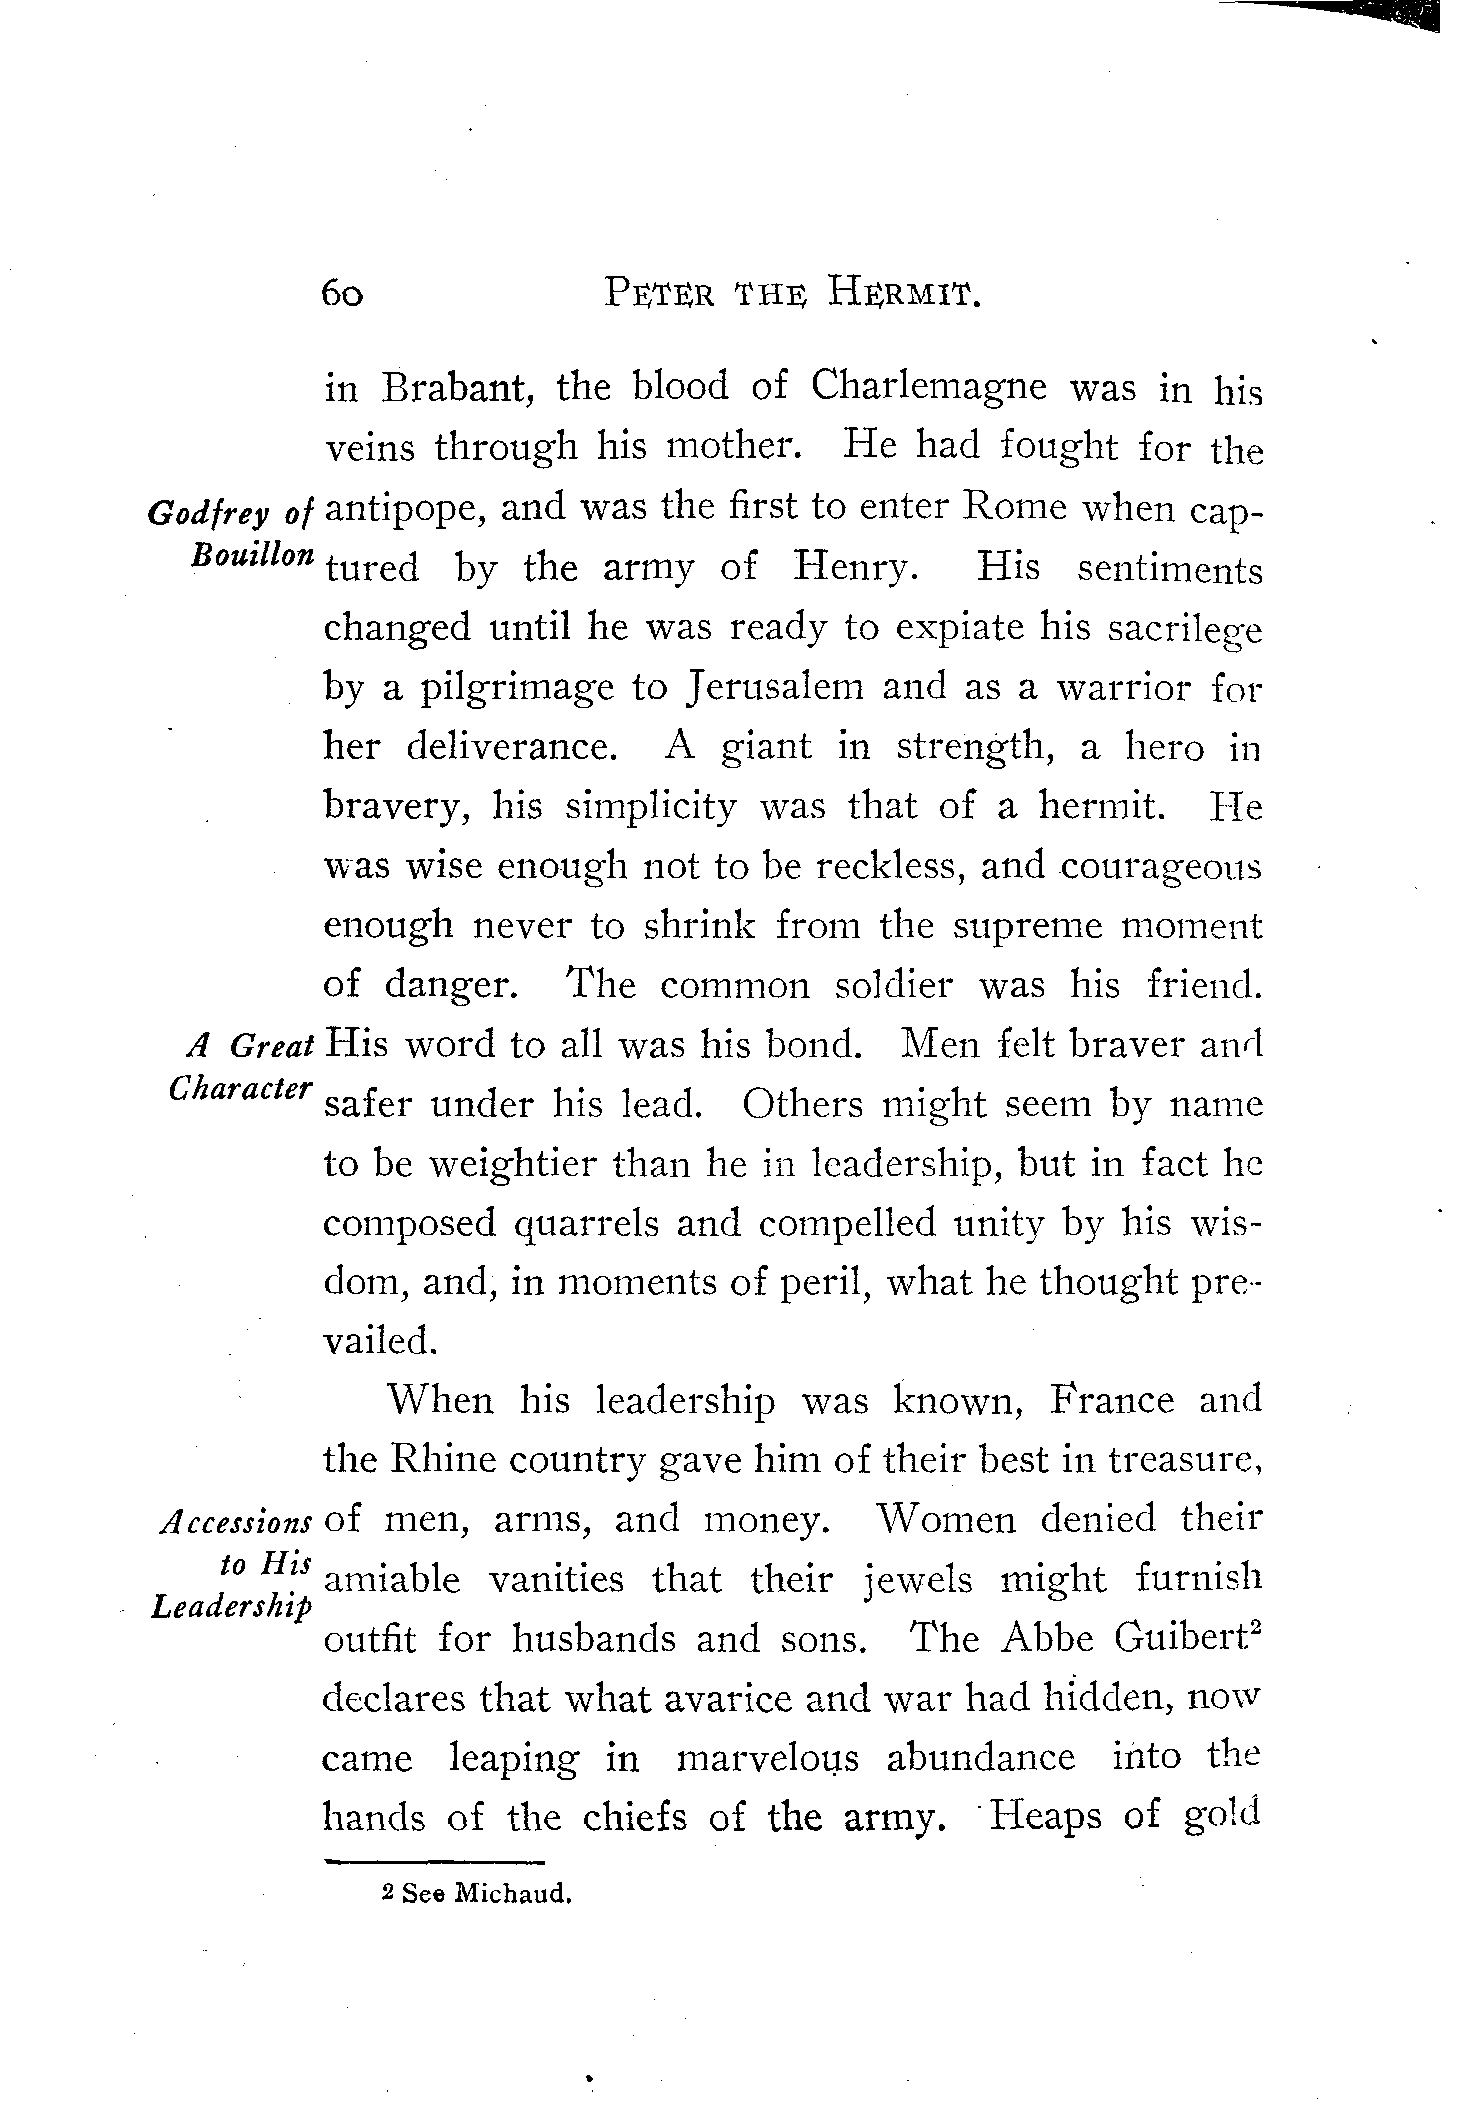 60 PETER THE HERMIT.
in Brabant, the blood of Charlemagne was in his
veins through his mother. He had fought for the
Godfrey of antipope, and was the first to enter Rome when cap-
Bouillon tured by the army of Henry. His sentiments
changed until he was ready to expiate his sacrilege
by a pilgrimage to Jerusalem and as a warrior for
her deliverance. A giant in strength, a hero in
bravery, his simplicity was that of a hermit. He
was wise enough not to be reckless, and courageous
enough never to shrink from the supreme moment
of danger. The common soldier was his friend.
A Great His word to all was his bond. Men felt braver and
Character safer under his lead. Others might seem by name
to be weightier than he in leadership, but in fact he
composed quarrels and compelled unity by his wis-
dom, and, in moments of peril, what he thought pre-
vailed.
When his leadership was known, France and
the Rhine country gave him of their best in treasure,
Accessions of men, arms, and money. Women denied their
to His amiable vanities that their jewels might furnish
Leadership
outfit for husbands and sons. The Abbe Guibert²
declares that what avarice and war had hidden, now
came leaping in marvelous abundance into the
hands of the chiefs of the army. Heaps of gold
2 See Michaud.